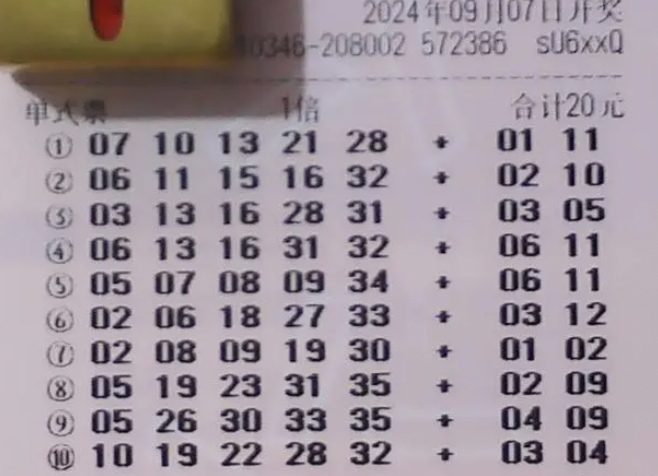 2024年09月07日开奖
10346-208002 572386 sU6xxQ
单式票 1倍 合计20元
① 07 10 13 21 28 + 01 11
② 06 11 15 16 32 + 02 10
③ 03 13 16 28 31 + 03 05
④ 06 13 16 31 32 + 06 11
⑤ 05 07 08 09 34 + 06 11
⑥ 02 06 18 27 33 + 03 12
⑦ 02 08 09 19 30 + 01 02
⑧ 05 19 23 31 35 + 02 09
⑨ 05 26 30 33 35 + 04 09
⑩ 10 19 22 28 32 + 03 04